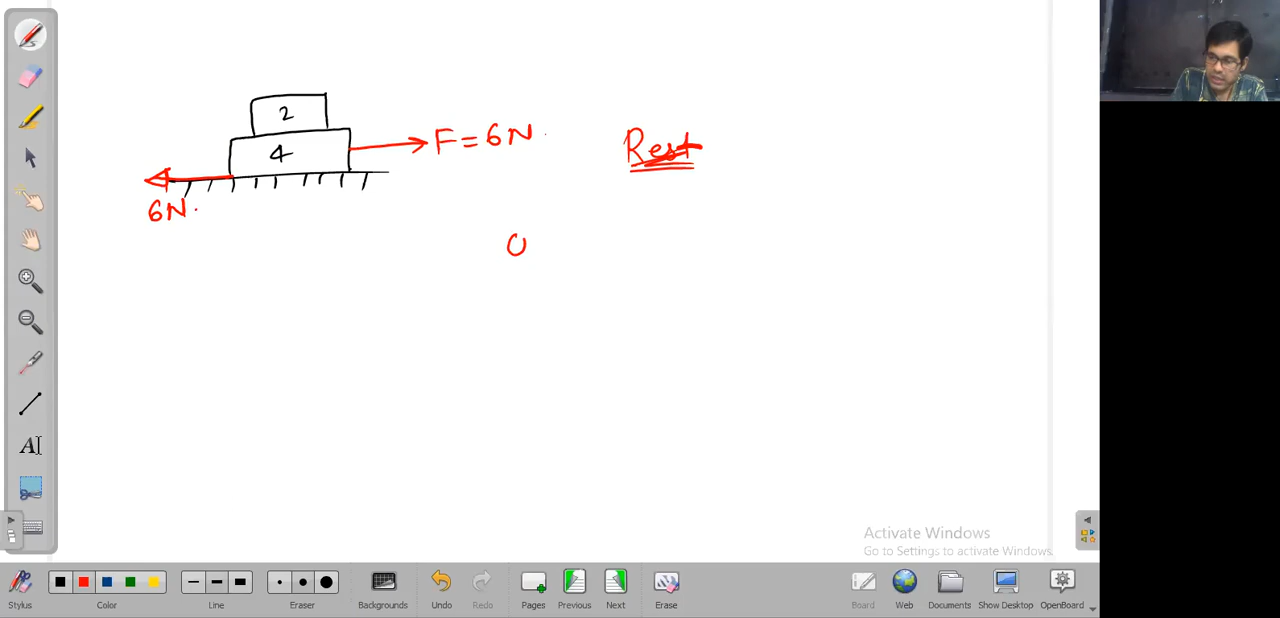 2
4
F = 6N
Rest
6N.
0
A
Activate Windows
Go to Settings to activate Windows.
Stylus
Color
Line
Eraser
Backgrounds
Undo
Redo
Pages
Previous
Next
Erase
Board
Web
Documents
Show Desktop
OpenBoard